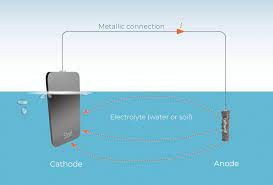 Metallic connection
i
Electrolyte (water or soil)
Cathode
Anode